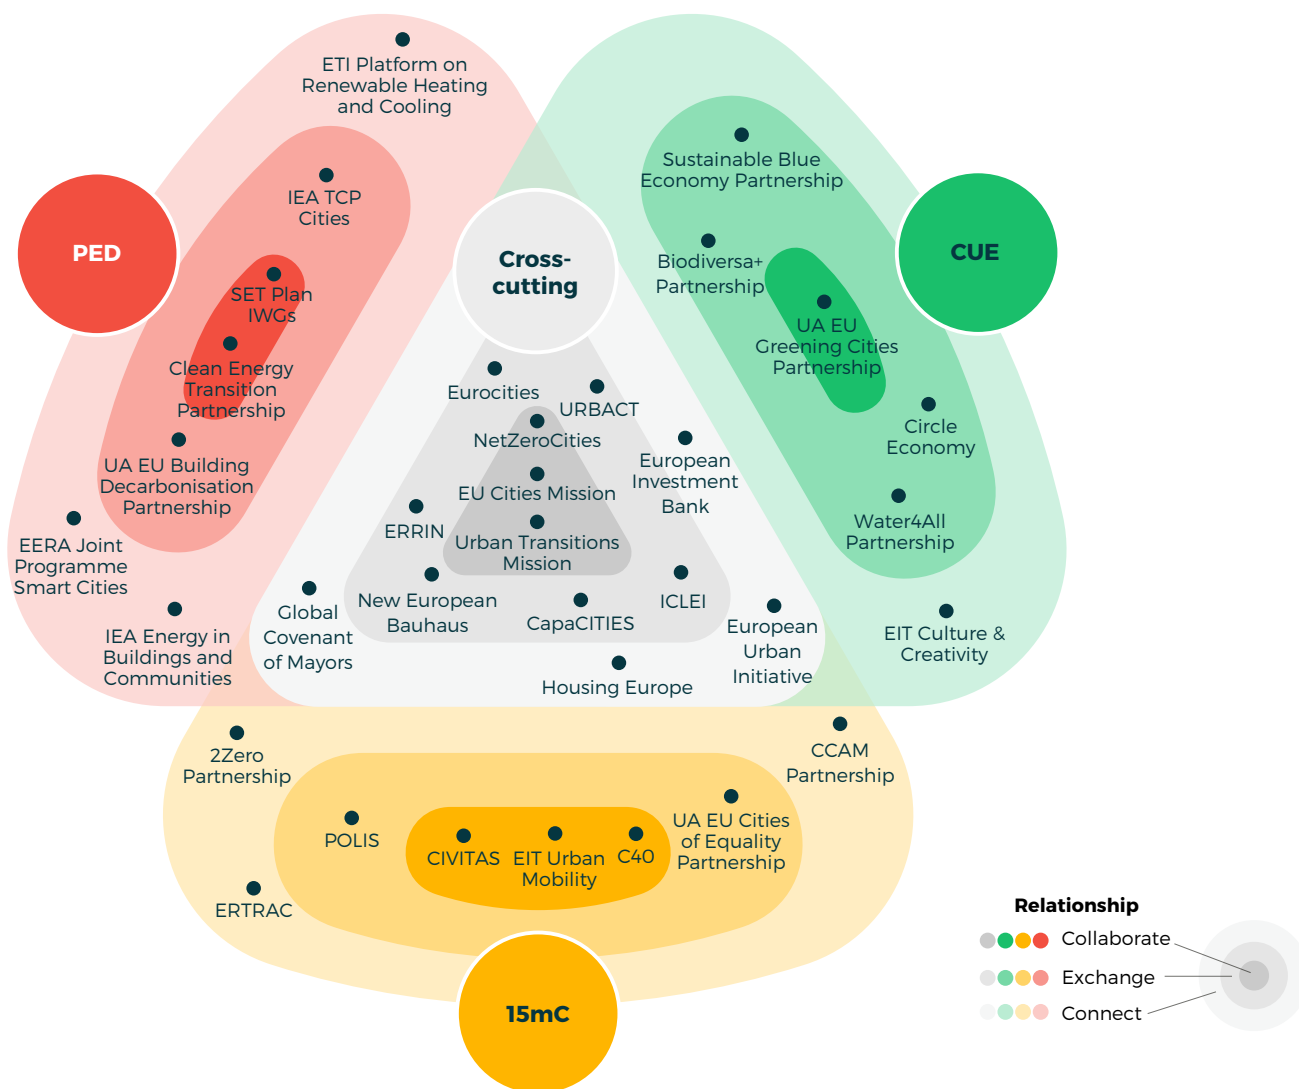 ETI Platform on
Renewable Heating
and Cooling
IEA TCP
Cities
PED
SET Plan
IWGs
Clean Energy
Transition
Partnership
UA EU Building
Decarbonisation
Partnership
EERA Joint
Programme
Smart Cities
IEA Energy in
Buildings and
Communities
Cross-
cutting
Eurocities
URBACT
NetZeroCities
European
Investment
Bank
EU Cities Mission
ERRIN
Urban Transitions
Mission
New European
Bauhaus
CapaCITIES
ICLEI
Global
Covenant
of Mayors
European
Urban
Initiative
Housing Europe
Sustainable Blue
Economy Partnership
Biodiversa+
Partnership
CUE
UA EU
Greening Cities
Partnership
Circle
Economy
Water4All
Partnership
EIT Culture &
Creativity
2Zero
Partnership
CCAM
Partnership
POLIS
CIVITAS
EIT Urban
Mobility
C40
UA EU Cities
of Equality
Partnership
ERTRAC
15mC
Relationship
Collaborate
Exchange
Connect